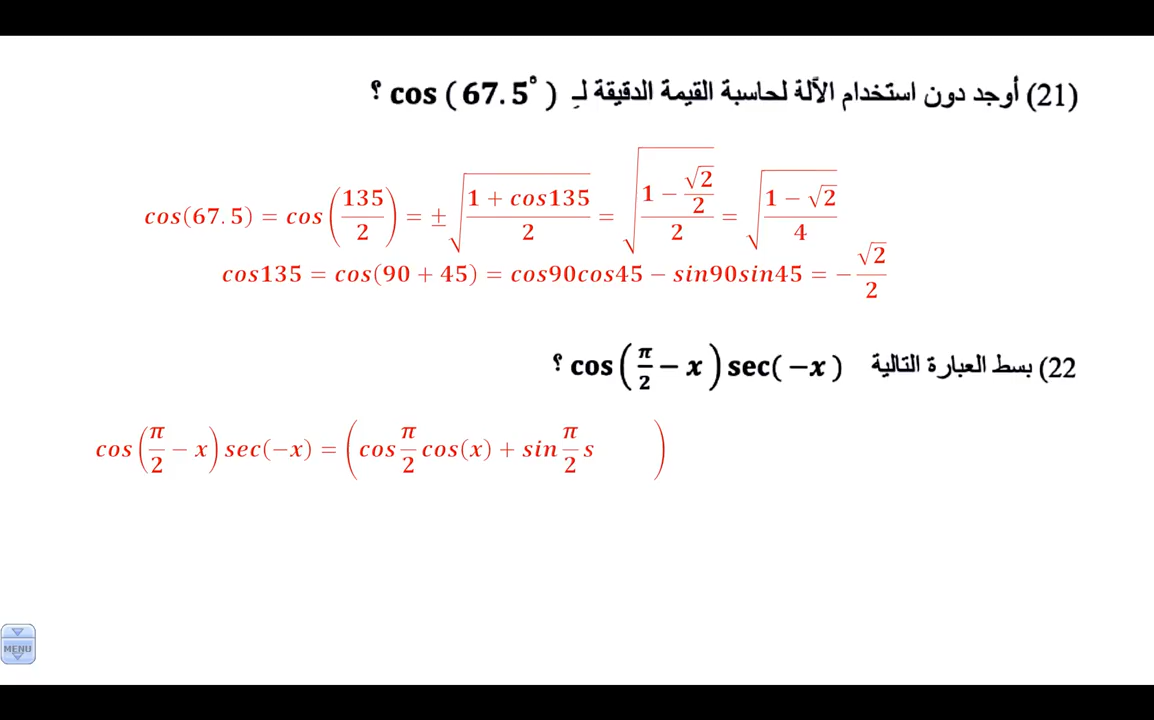 (21) أوجد دون استخدام الآلة لحاسبة القيمة الدقيقة لـِ cos (67.5°) ؟
cos(67.5) = cos(135/2) = ±√((1 + cos135)/2) = √((1 − √2/2)/2) = √((1 − √2)/4)
cos135 = cos(90 + 45) = cos90cos45 − sin90sin45 = −√2/2
22) بسط العبارة التالية cos(π/2 − x) sec(−x) ؟
cos(π/2 − x) sec(−x) = (cos π/2 cos(x) + sin π/2 s )
MENU